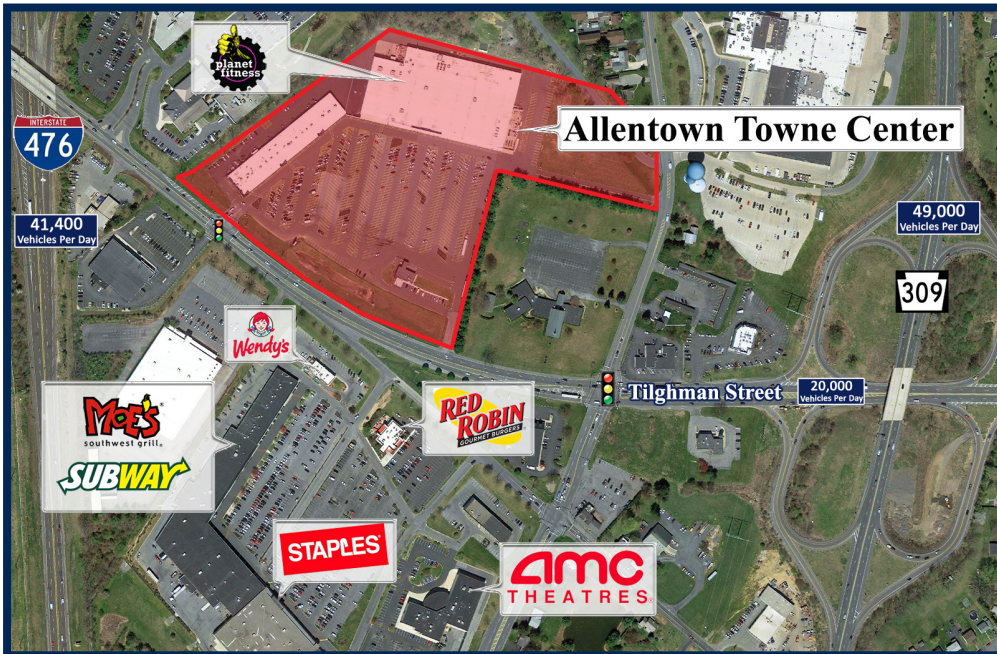 planet
fitness
Allentown Towne Center
INTERSTATE
476
41,400
Vehicles Per Day
49,000
Vehicles Per Day
309
Wendy's
MOE'S
southwest grill.
SUBWAY
RED
ROBIN
GOURMET BURGERS
Tilghman Street
20,000
Vehicles Per Day
STAPLES
amc
THEATRES